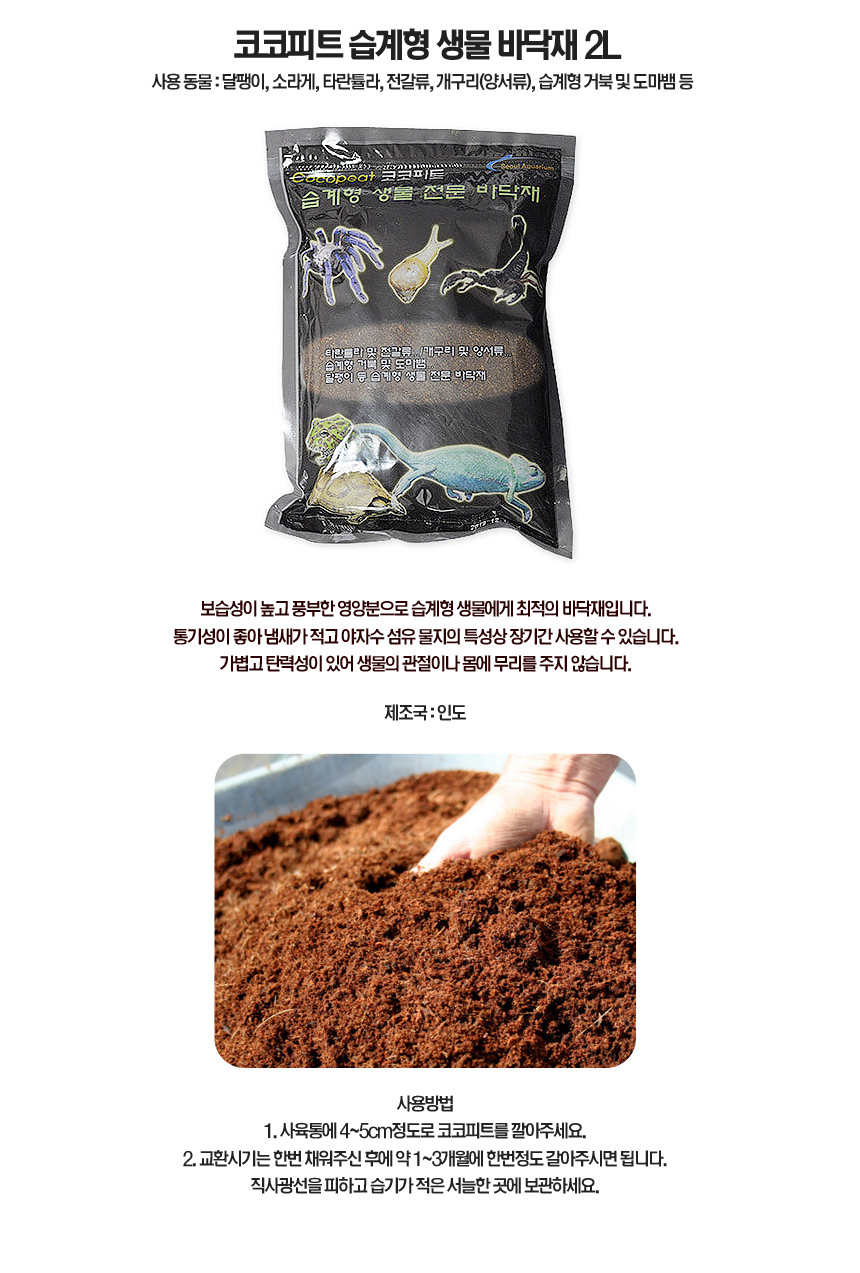 코코피트 습계형 생물 바닥재 2L
사용 동물 : 달팽이, 소라게, 타란튤라, 전갈류, 개구리(양서류), 습계형 거북 및 도마뱀 등
Seoul Aquarium
Cocopeat 코코피트
습계형 생물 전문 바닥재
타란튤라 및 전갈류.../개구리 및 양서류...
습계형 거북 및 도마뱀...
달팽이 등 습계형 생물 전문 바닥재
보습성이 높고 풍부한 영양분으로 습계형 생물에게 최적의 바닥재입니다.
통기성이 좋아 냄새가 적고 야자수 섬유 물지의 특성상 장기간 사용할 수 있습니다.
가볍고 탄력성이 있어 생물의 관절이나 몸에 무리를 주지 않습니다.
제조국 : 인도
사용방법
1. 사육통에 4~5cm정도로 코코피트를 깔아주세요.
2. 교환시기는 한번 채워주신 후에 약 1~3개월에 한번정도 갈아주시면 됩니다.
직사광선을 피하고 습기가 적은 서늘한 곳에 보관하세요.